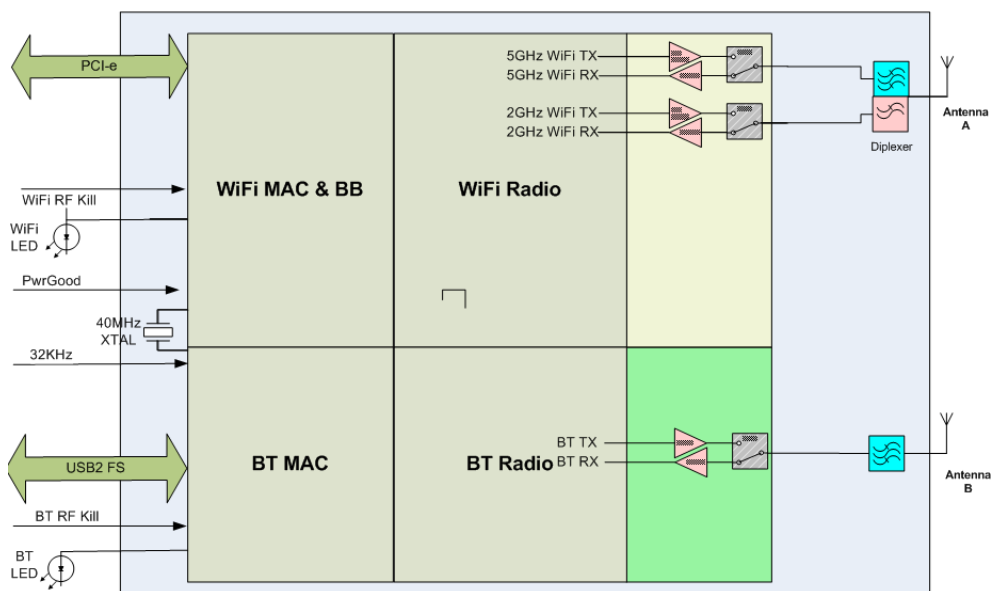 PCI-e
5GHz WiFi TX
5GHz WiFi RX
2GHz WiFi TX
2GHz WiFi RX
Antenna
A
Diplexer
WiFi MAC & BB
WiFi Radio
WiFi RF Kill
WiFi
LED
PwrGood
40MHz
XTAL
32KHz
BT TX
BT RX
BT MAC
BT Radio
USB2 FS
Antenna
B
BT RF Kill
BT
LED